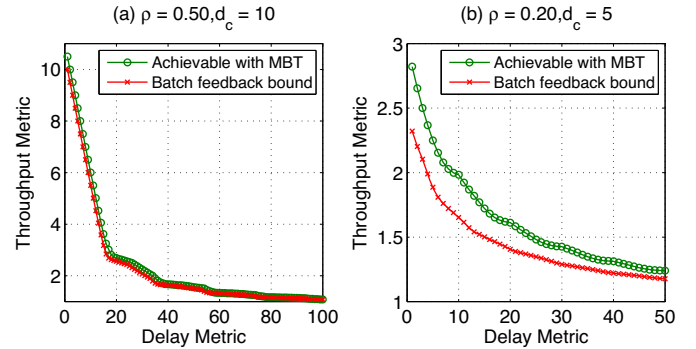 (a) ρ = 0.50,d_c = 10
Throughput Metric
10
8
6
4
2
Achievable with MBT
Batch feedback bound
0
20
40
60
80
100
Delay Metric
(b) ρ = 0.20,d_c = 5
Throughput Metric
3
2.5
2
1.5
1
Achievable with MBT
Batch feedback bound
0
10
20
30
40
50
Delay Metric